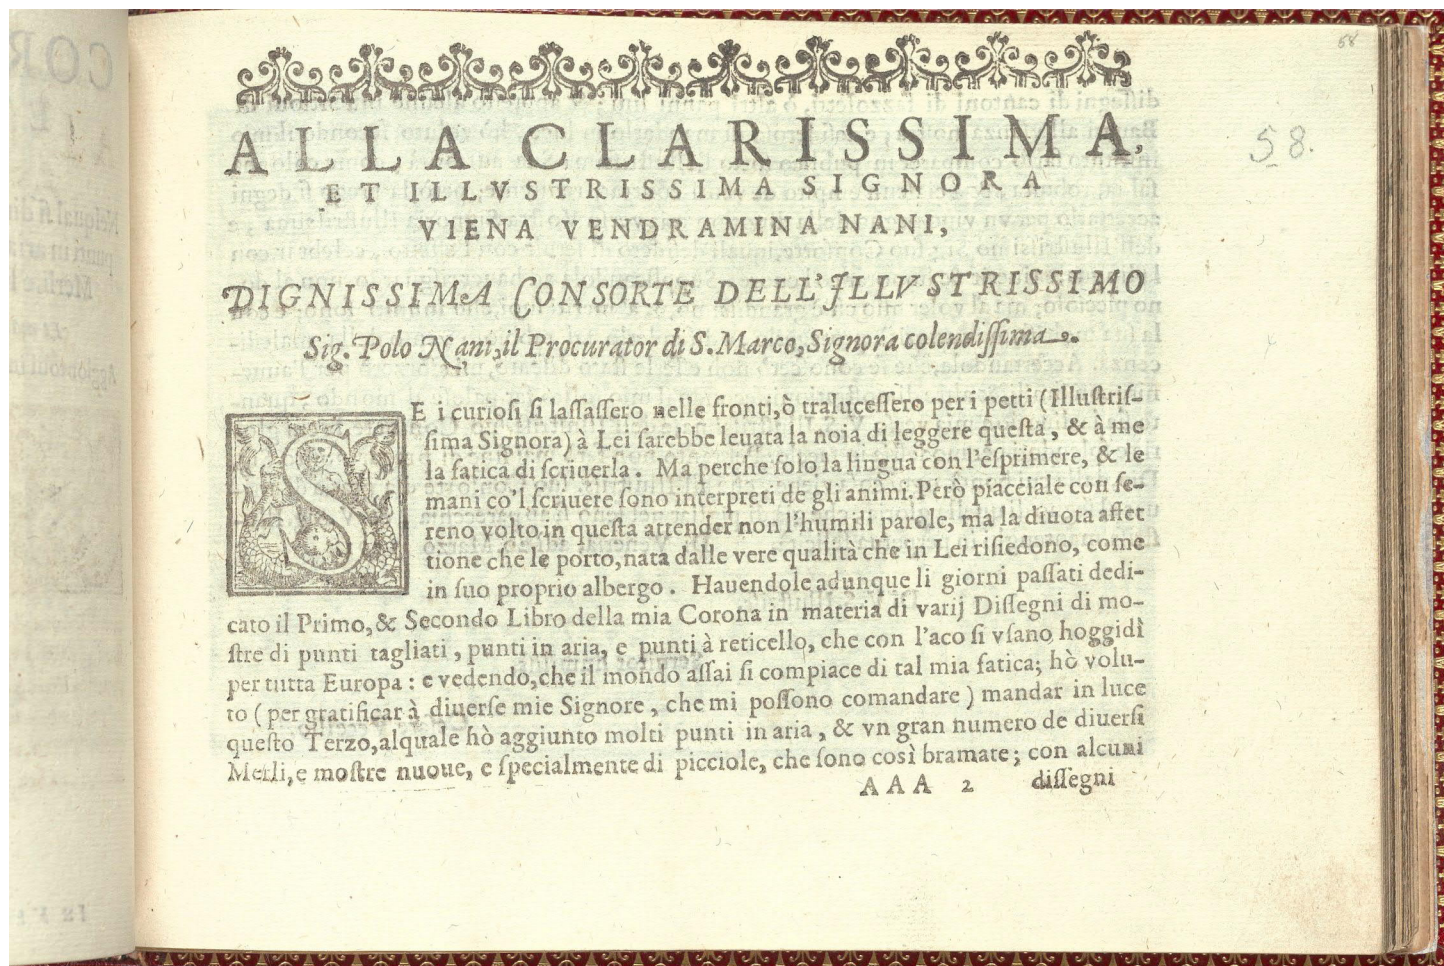 58
58.
ALLA CLARISSIMA,
ET ILLVSTRISSIMA SIGNORA
VIENA VENDRAMINA NANI,
DIGNISSIMA CONSORTE DELL'ILLVSTRISSIMO
Sig. Polo Nani, il Procurator di S. Marco, Signora colendissima.
SE i curiosi si lassassero nelle fronti, ò tralucessero per i petti (Illustris-
sima Signora) à Lei sarebbe leuata la noia di leggere questa, & à me
la fatica di scriuerla. Ma perche solo la lingua con l'esprimere, & le
mani co'l scriuere sono interpreti de gli animi. Però piacciale con se-
reno volto in questa attender non l'humili parole, ma la diuota affet
tione che le porto, nata dalle vere qualità che in Lei risiedono, come
in suo proprio albergo. Hauendole adunque li giorni passati dedi-
cato il Primo, & Secondo Libro della mia Corona in materia di varij Dissegni di mo-
stre di punti tagliati, punti in aria, e punti à reticello, che con l'aco si vsano hoggidì
per tutta Europa: e vedendo, che il mondo assai si compiace di tal mia fatica; hò volu-
to (per gratificar à diuerse mie Signore, che mi possono comandare) mandar in luce
questo Terzo, alquale hò aggiunto molti punti in aria, & vn gran numero de diuersi
Merli, e mostre nuoue, e specialmente di picciole, che sono così bramate; con alcuni
AAA 2 dissegni